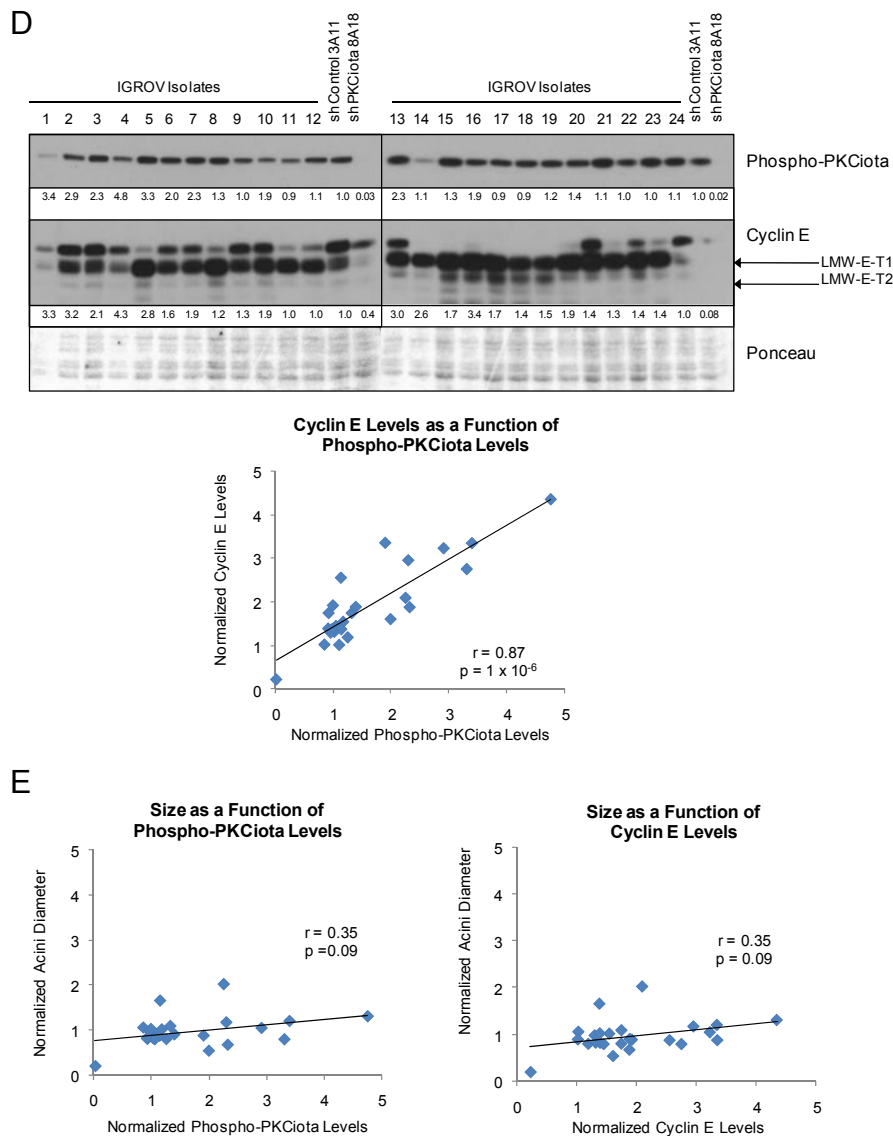 D
IGROV Isolates
sh Control 3A11
sh PKCiota 8A18
IGROV Isolates
sh Control 3A11
sh PKCiota 8A18
1 2 3 4 5 6 7 8 9 10 11 12
13 14 15 16 17 18 19 20 21 22 23 24
Phospho-PKCiota
3.4 2.9 2.3 4.8 3.3 2.0 2.3 1.3 1.0 1.9 0.9 1.1 1.0 0.03
2.3 1.1 1.3 1.9 0.9 0.9 1.2 1.4 1.1 1.0 1.0 1.1 1.0 0.02
Cyclin E
LMW-E-T1
LMW-E-T2
3.3 3.2 2.1 4.3 2.8 1.6 1.9 1.2 1.3 1.9 1.0 1.0 1.0 0.4
3.0 2.6 1.7 3.4 1.7 1.4 1.5 1.9 1.4 1.3 1.4 1.4 1.0 0.08
Ponceau
Cyclin E Levels as a Function of
Phospho-PKCiota Levels
Normalized Cyclin E Levels
5
4
3
2
1
0
r = 0.87
p = 1 x 10-6
0 1 2 3 4 5
Normalized Phospho-PKCiota Levels
E
Size as a Function of
Phospho-PKCiota Levels
Normalized Acini Diameter
5
4
3
2
1
0
r = 0.35
p =0.09
0 1 2 3 4 5
Normalized Phospho-PKCiota Levels
Size as a Function of
Cyclin E Levels
Normalized Acini Diameter
5
4
3
2
1
0
r = 0.35
p = 0.09
0 1 2 3 4 5
Normalized Cyclin E Levels